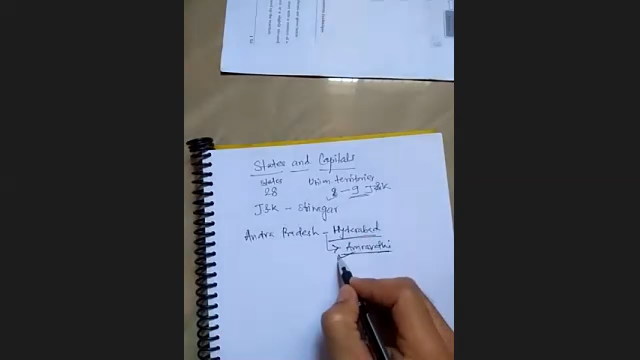 States and Capitals
States Union territories
28 8 - 9 J&K
J&K - Srinagar
Andra Pradesh - Hyderabad
Amravathi